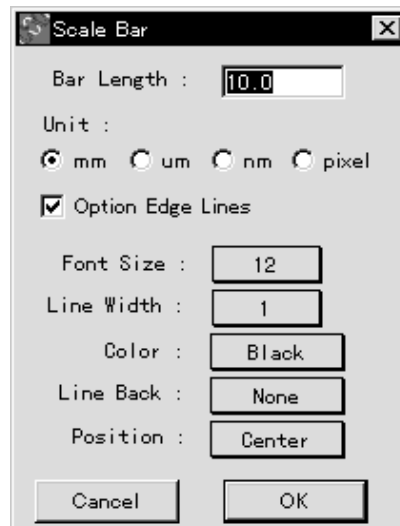 Scale Bar
Bar Length : 10.0
Unit :
mm um nm pixel
Option Edge Lines
Font Size : 12
Line Width : 1
Color : Black
Line Back : None
Position : Center
Cancel OK